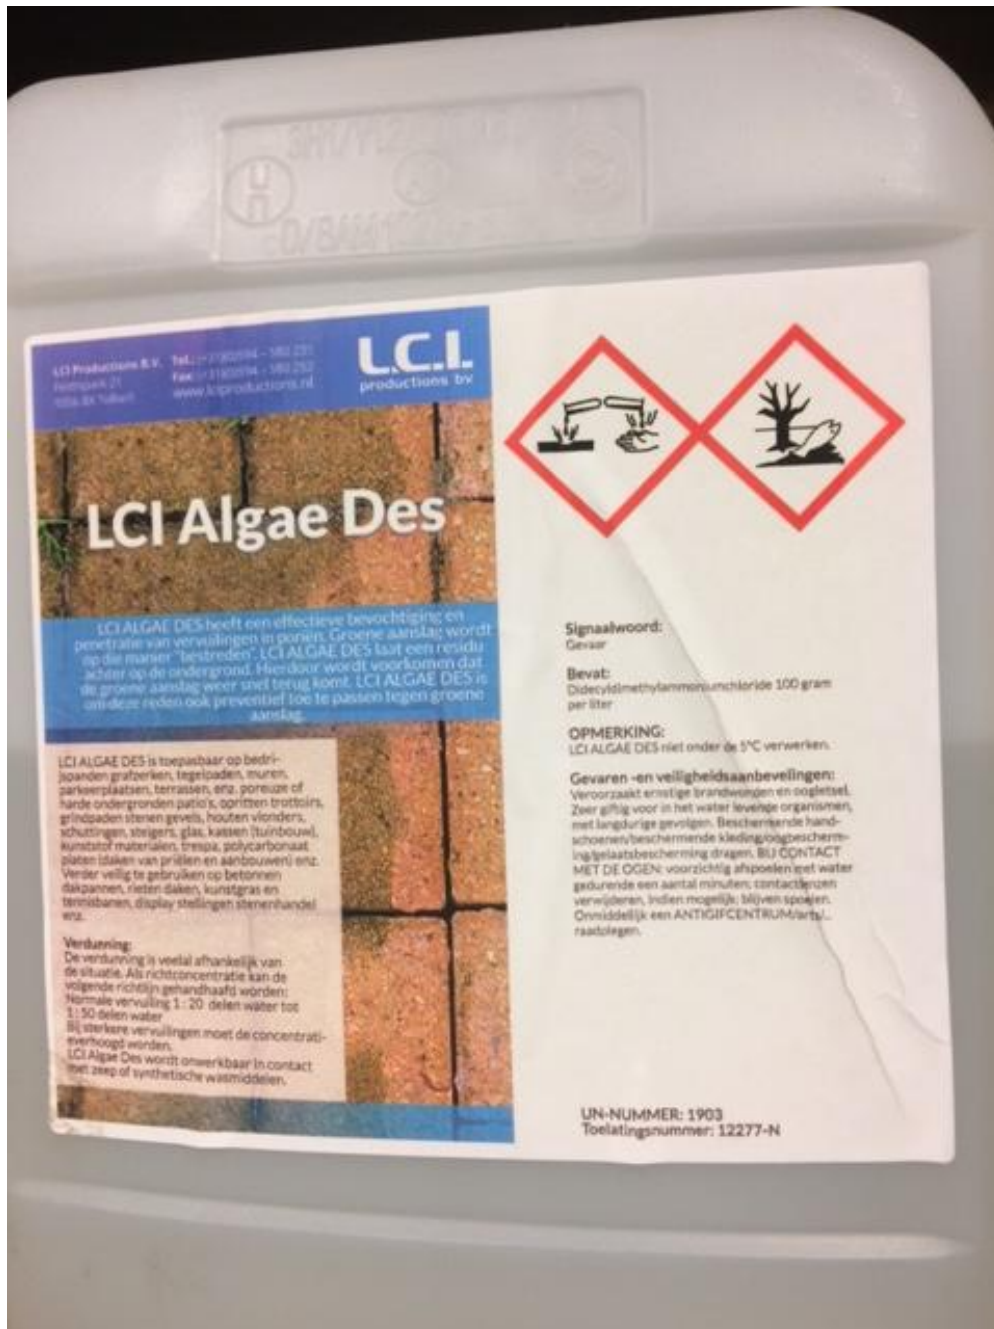 LCI Productions B.V.
Tel.:
Fax:
www.lciproductions.nl
L.C.I.
productions bv
LCI Algae Des
LCI ALGAE DES heeft een effectieve bevochtiging en
penetratie van vervuilingen in poriën. Groene aanslag wordt
op die manier "bestreden". LCI ALGAE DES laat een residu
achter op de ondergrond. Hierdoor wordt voorkomen dat
de groene aanslag weer snel terug komt. LCI ALGAE DES is
om deze reden ook preventief toe te passen tegen groene
aanslag.
LCI ALGAE DES is toepasbaar op bedri-
jspanden grafzerken, tegelpaden, muren,
parkeerplaatsen, terrassen, enz. poreuze of
harde ondergronden patio's, opritten trottoirs,
grindpaden stenen gevels, houten vlonders,
schuttingen, steigers, glas, kassen (tuinbouw),
kunststof materialen, trespa, polycarbonaat
platen (daken van priëlen en aanbouwen) enz.
Verder veilig te gebruiken op betonnen
dakpannen, rieten daken, kunstgras en
tennisbanen, display stellingen stenenhandel
enz.
Verdunning:
De verdunning is veelal afhankelijk van
de situatie. Als richtconcentratie kan de
volgende richtlijn gehandhaafd worden:
Normale vervuiling 1 : 20 delen water tot
1 : 50 delen water
Bij sterkere vervuilingen moet de concentrati-
everhoogd worden.
LCI Algae Des wordt onwerkbaar in contact
met zeep of synthetische wasmiddelen.
Signaalwoord:
Gevaar
Bevat:
Didecyldimethylammoniumchloride 100 gram
per liter
OPMERKING:
LCI ALGAE DES niet onder de 5°C verwerken.
Gevaren -en veiligheidsaanbevelingen:
Veroorzaakt ernstige brandwonden en oogletsel.
Zeer giftig voor in het water levende organismen,
met langdurige gevolgen. Beschermende hand-
schoenen/beschermende kleding/oogbescherm-
ing/gelaatsbescherming dragen. BIJ CONTACT
MET DE OGEN: voorzichtig afspoelen met water
gedurende een aantal minuten; contactlenzen
verwijderen, indien mogelijk; blijven spoelen.
Onmiddellijk een ANTIGIFCENTRUM/arts/...
raadplegen.
UN-NUMMER: 1903
Toelatingsnummer: 12277-N